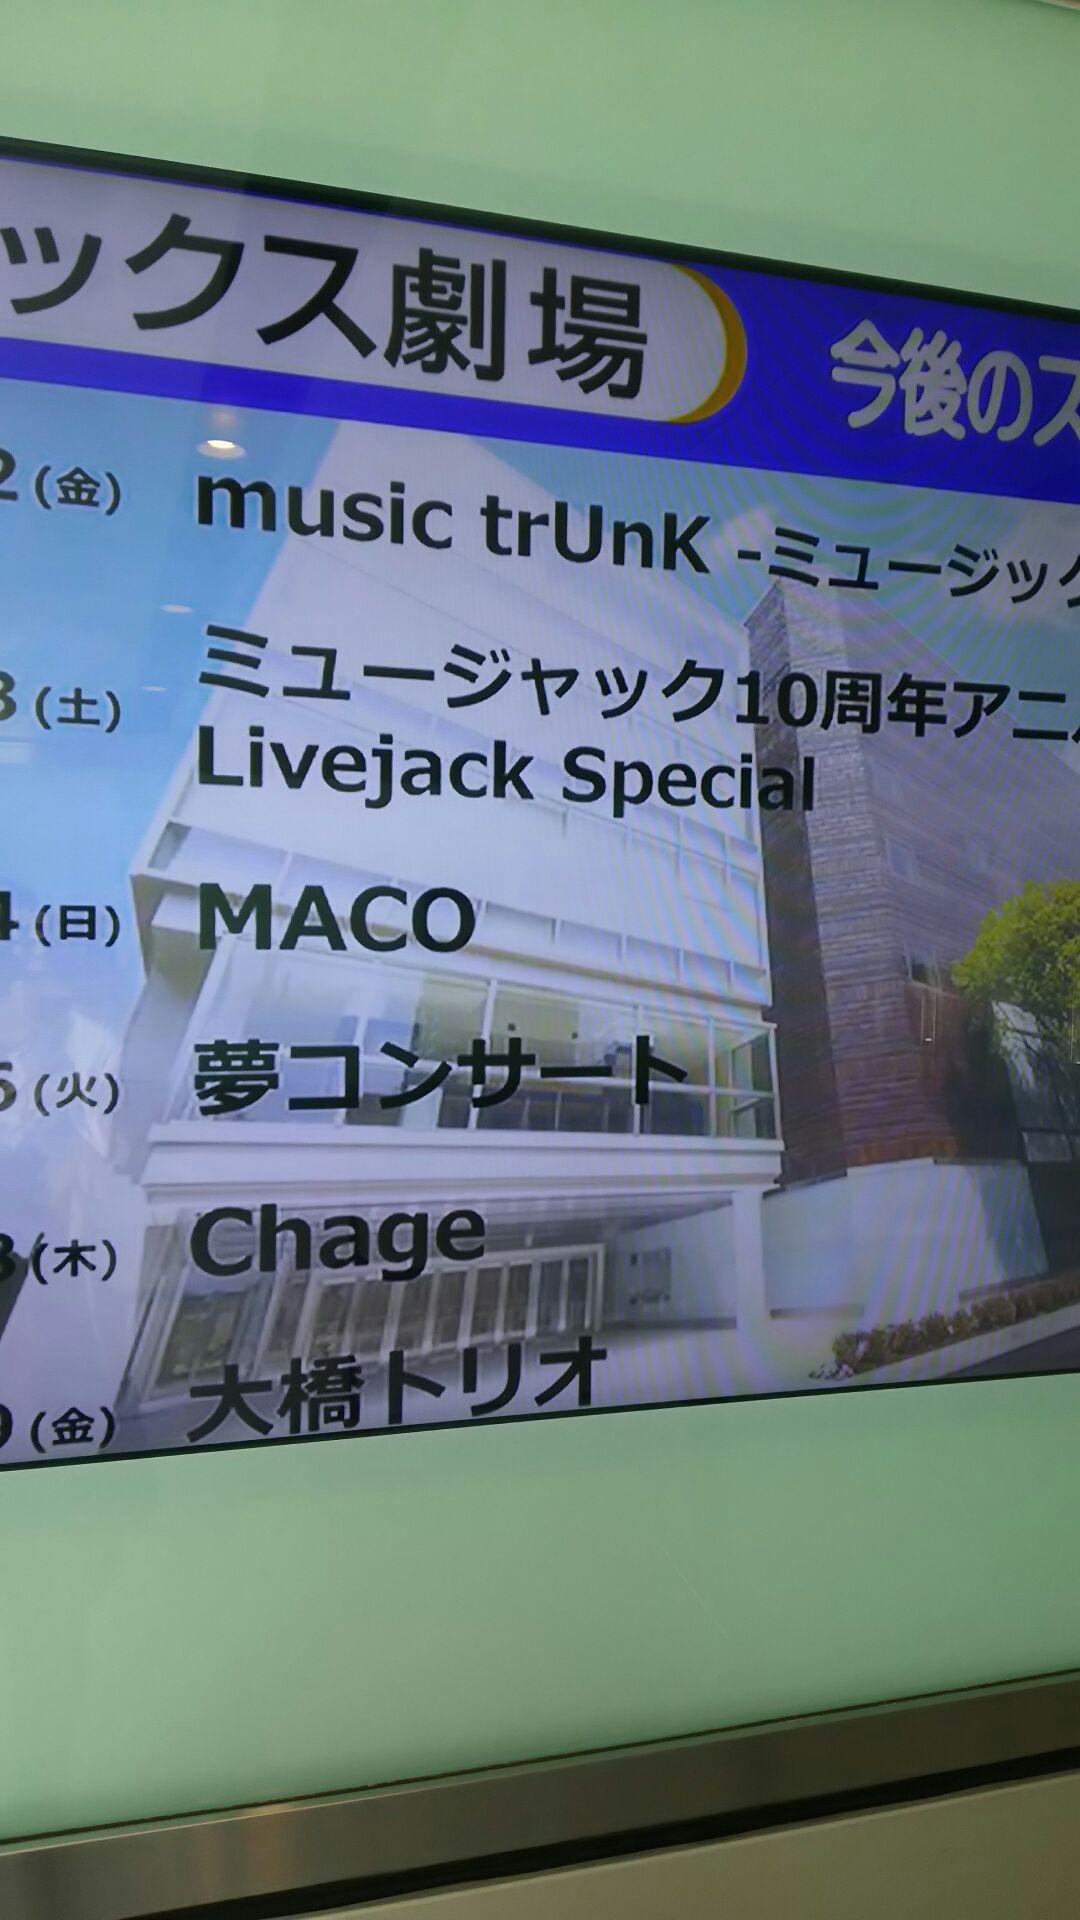 ックス劇場
今後のス
2(金) music trUnK -ミュージック
3(土) ミュージャック10周年アニ
Livejack Special
4(日) MACO
6(火) 夢コンサート
8(木) Chage
9(金) 大橋トリオ